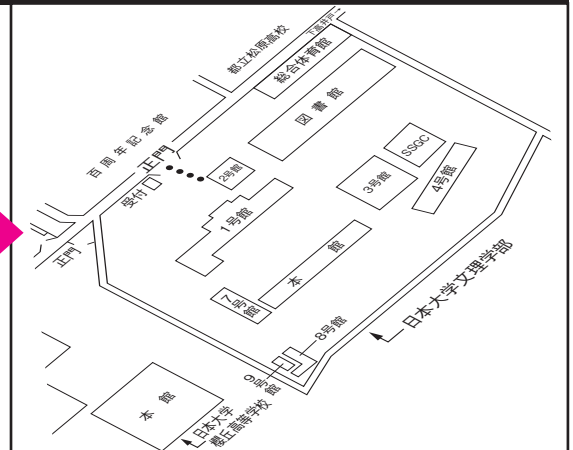 下高井戸→
都立松原高校
総合体育館
図書館
百周年記念館
正門
受付
2号館
SSGC
3号館
4号館
1号館
正門
本館
7号館
日本大学文理学部
8号館
9号館
本館
日本大学
櫻丘高等学校